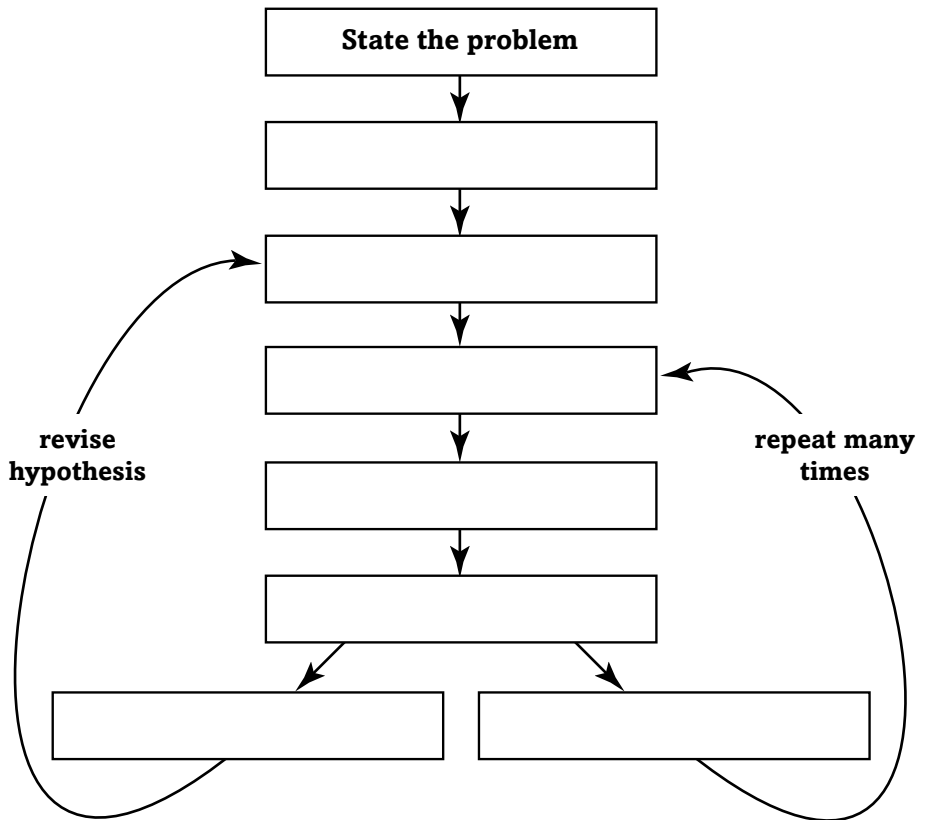 State the problem
revise
hypothesis
repeat many
times